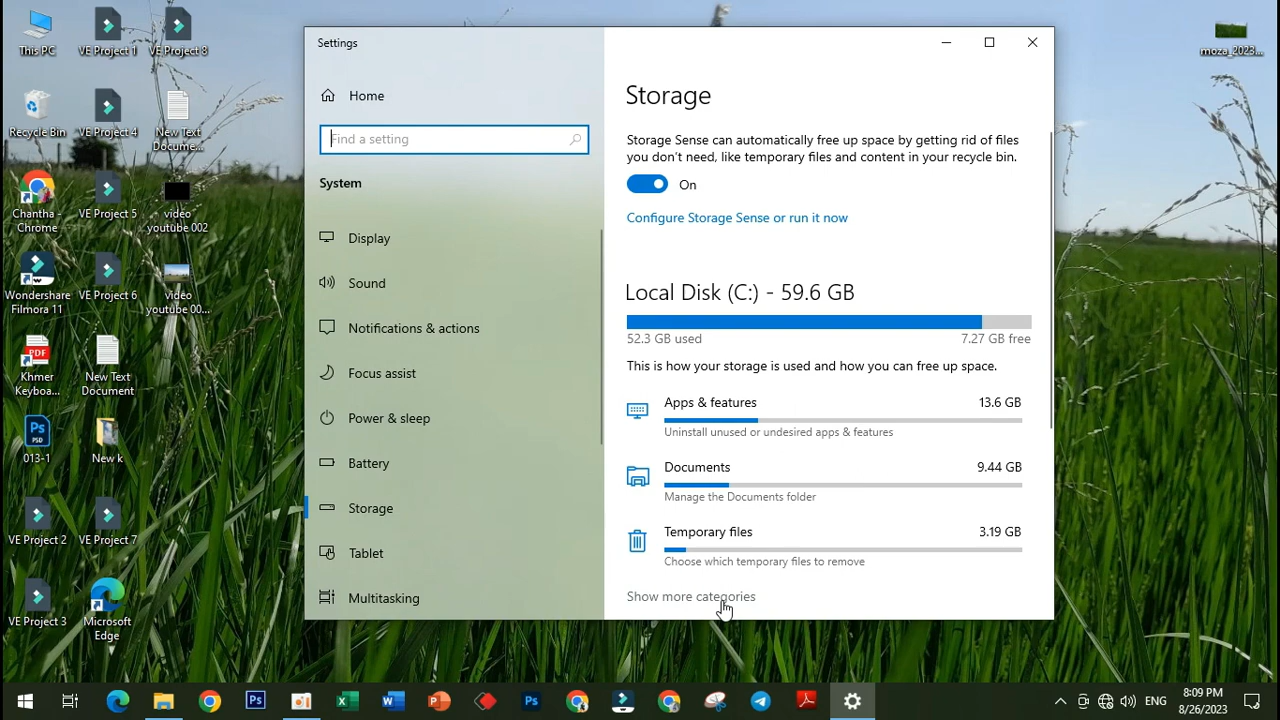 This PC
VE Project 1
VE Project 8
Recycle Bin
VE Project 4
New Text
Docume...
Chantha -
Chrome
VE Project 5
video
youtube 002
Wondershare
Filmora 11
VE Project 6
video
youtube 00...
Khmer
Keyboa...
New Text
Document
013-1
New k
VE Project 2
VE Project 7
VE Project 3
Microsoft
Edge
moza_2023...
Settings
Home
Find a setting
System
Display
Sound
Notifications & actions
Focus assist
Power & sleep
Battery
Storage
Tablet
Multitasking
Storage
Storage Sense can automatically free up space by getting rid of files
you don't need, like temporary files and content in your recycle bin.
On
Configure Storage Sense or run it now
Local Disk (C:) - 59.6 GB
52.3 GB used
7.27 GB free
This is how your storage is used and how you can free up space.
Apps & features
13.6 GB
Uninstall unused or undesired apps & features
Documents
9.44 GB
Manage the Documents folder
Temporary files
3.19 GB
Choose which temporary files to remove
Show more categories
ENG
8:09 PM
8/26/2023